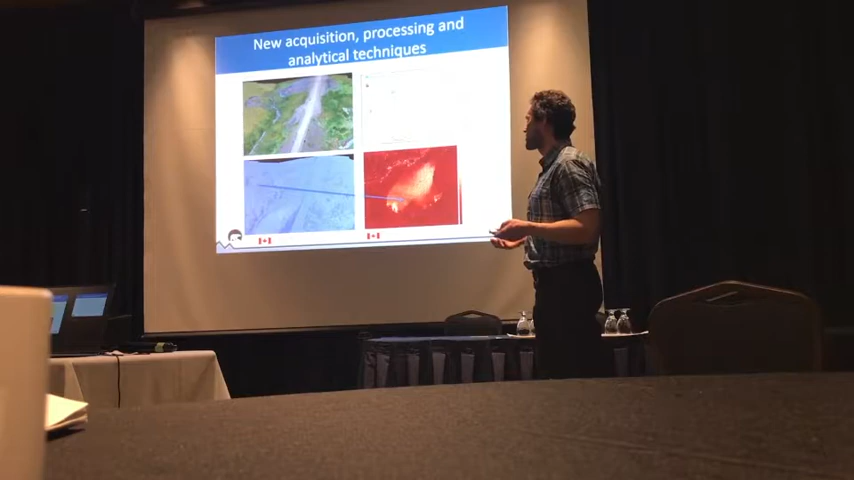 New acquisition, processing and
analytical techniques